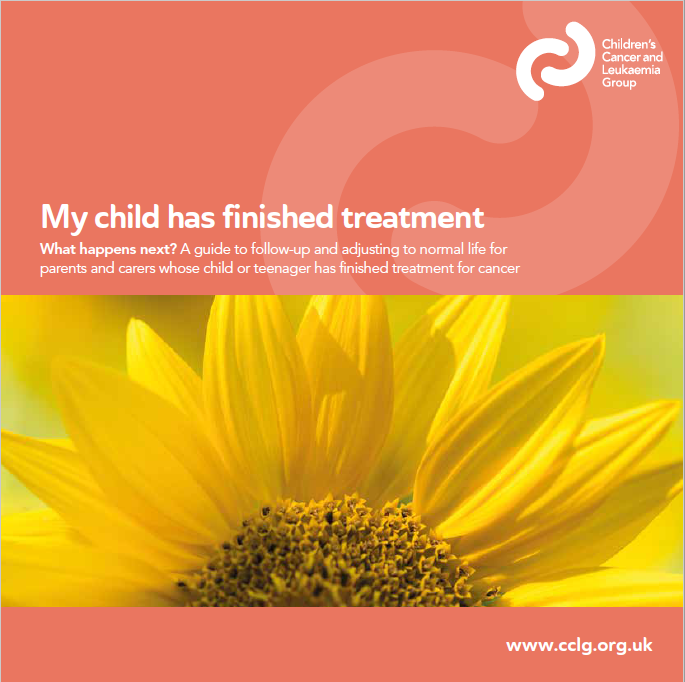 Children's
Cancer and
Leukaemia
Group
My child has finished treatment
What happens next? A guide to follow-up and adjusting to normal life for
parents and carers whose child or teenager has finished treatment for cancer
www.cclg.org.uk